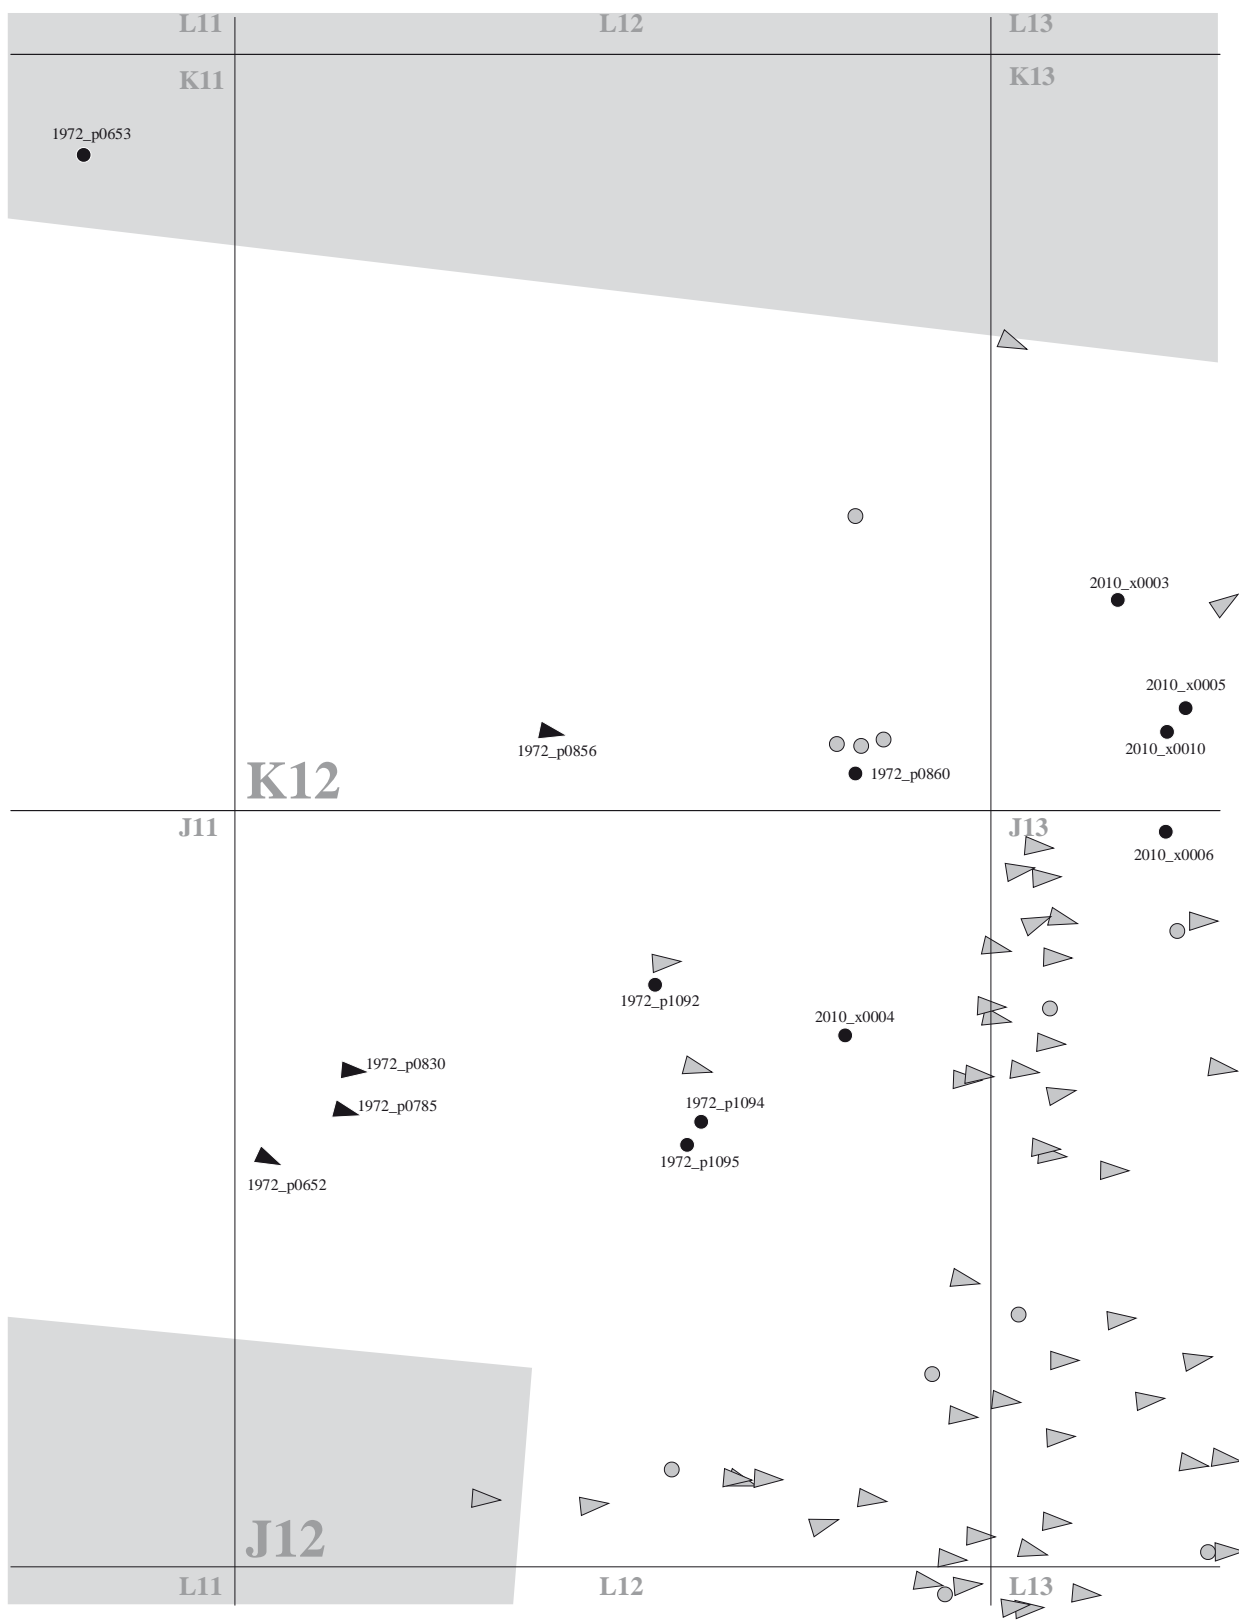 L11 L12 L13
K11 K13
1972_p0653
2010_x0003
2010_x0005
1972_p0856 2010_x0010
K12 1972_p0860
J11 J13
2010_x0006
1972_p1092
2010_x0004
1972_p0830
1972_p0785 1972_p1094
1972_p1095
1972_p0652
J12
L11 L12 L13